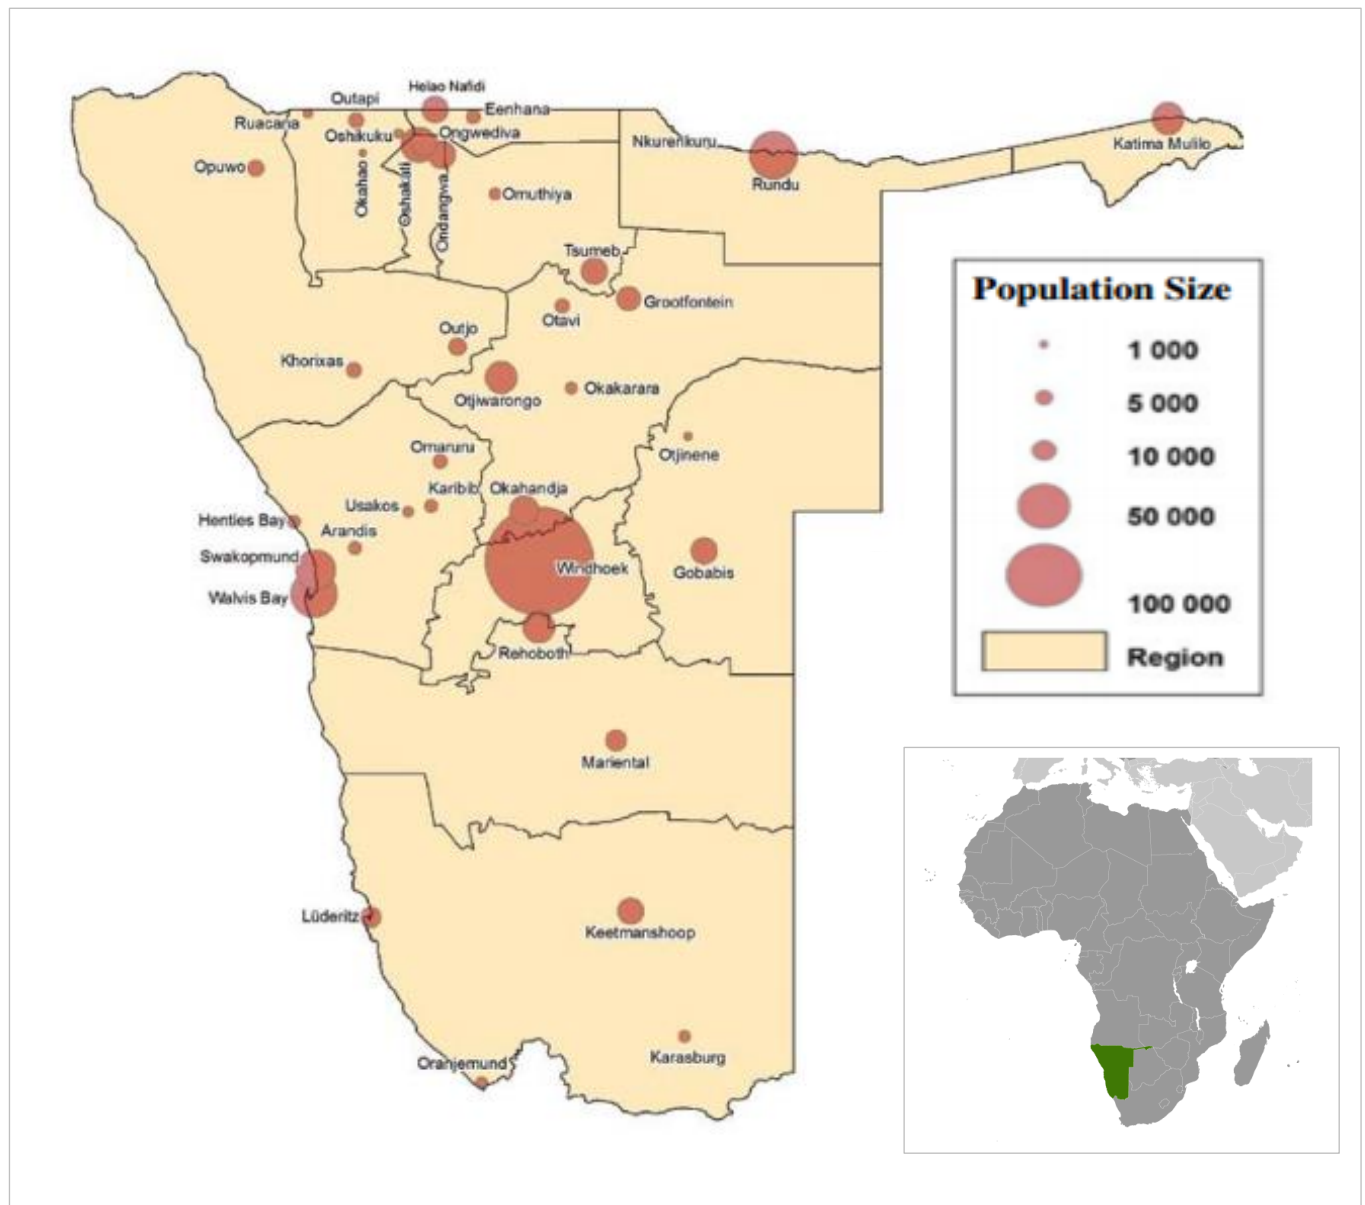 Helao Nafidi
Outapi
Eenhana
Ruacana
Oshikuku
Ongwediva
Nkurenkuru
Katima Mulilo
Opuwo
Okahao
Oshakati
Ondangwa
Omuthiya
Rundu
Tsumeb
Grootfontein
Otavi
Outjo
Khorixas
Otjiwarongo
Okakarara
Omaruru
Otjinene
Karibib
Okahandja
Usakos
Henties Bay
Arandis
Swakopmund
Windhoek
Gobabis
Walvis Bay
Rehoboth
Mariental
Lüderitz
Keetmanshoop
Karasburg
Oranjemund
Population Size
1 000
5 000
10 000
50 000
100 000
Region